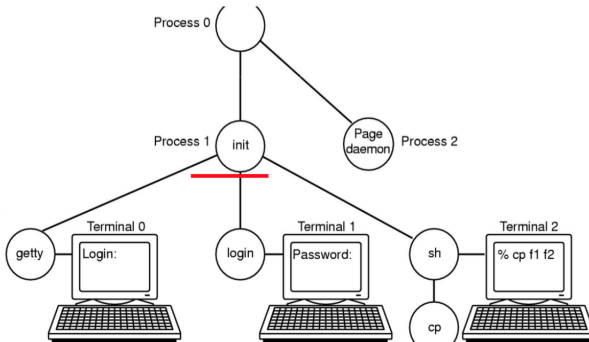 Process 0
Process 1
init
Page
daemon
Process 2
Terminal 0
Terminal 1
Terminal 2
getty
Login:
login
Password:
sh
% cp f1 f2
cp